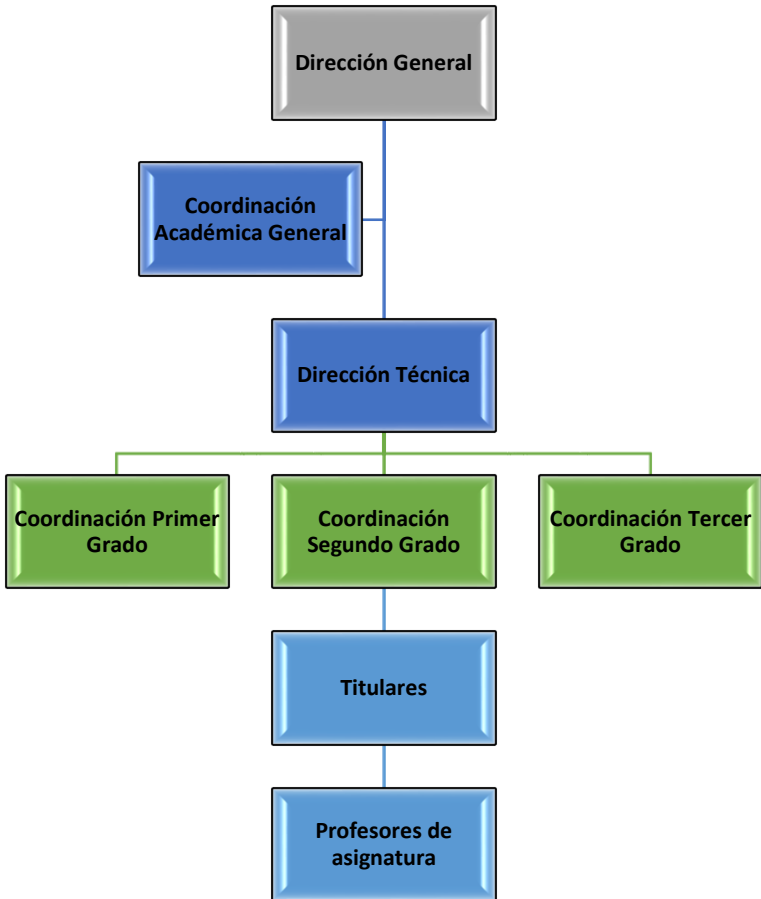 Dirección General
Coordinación
Académica General
Dirección Técnica
Coordinación Primer
Grado
Coordinación
Segundo Grado
Coordinación Tercer
Grado
Titulares
Profesores de
asignatura